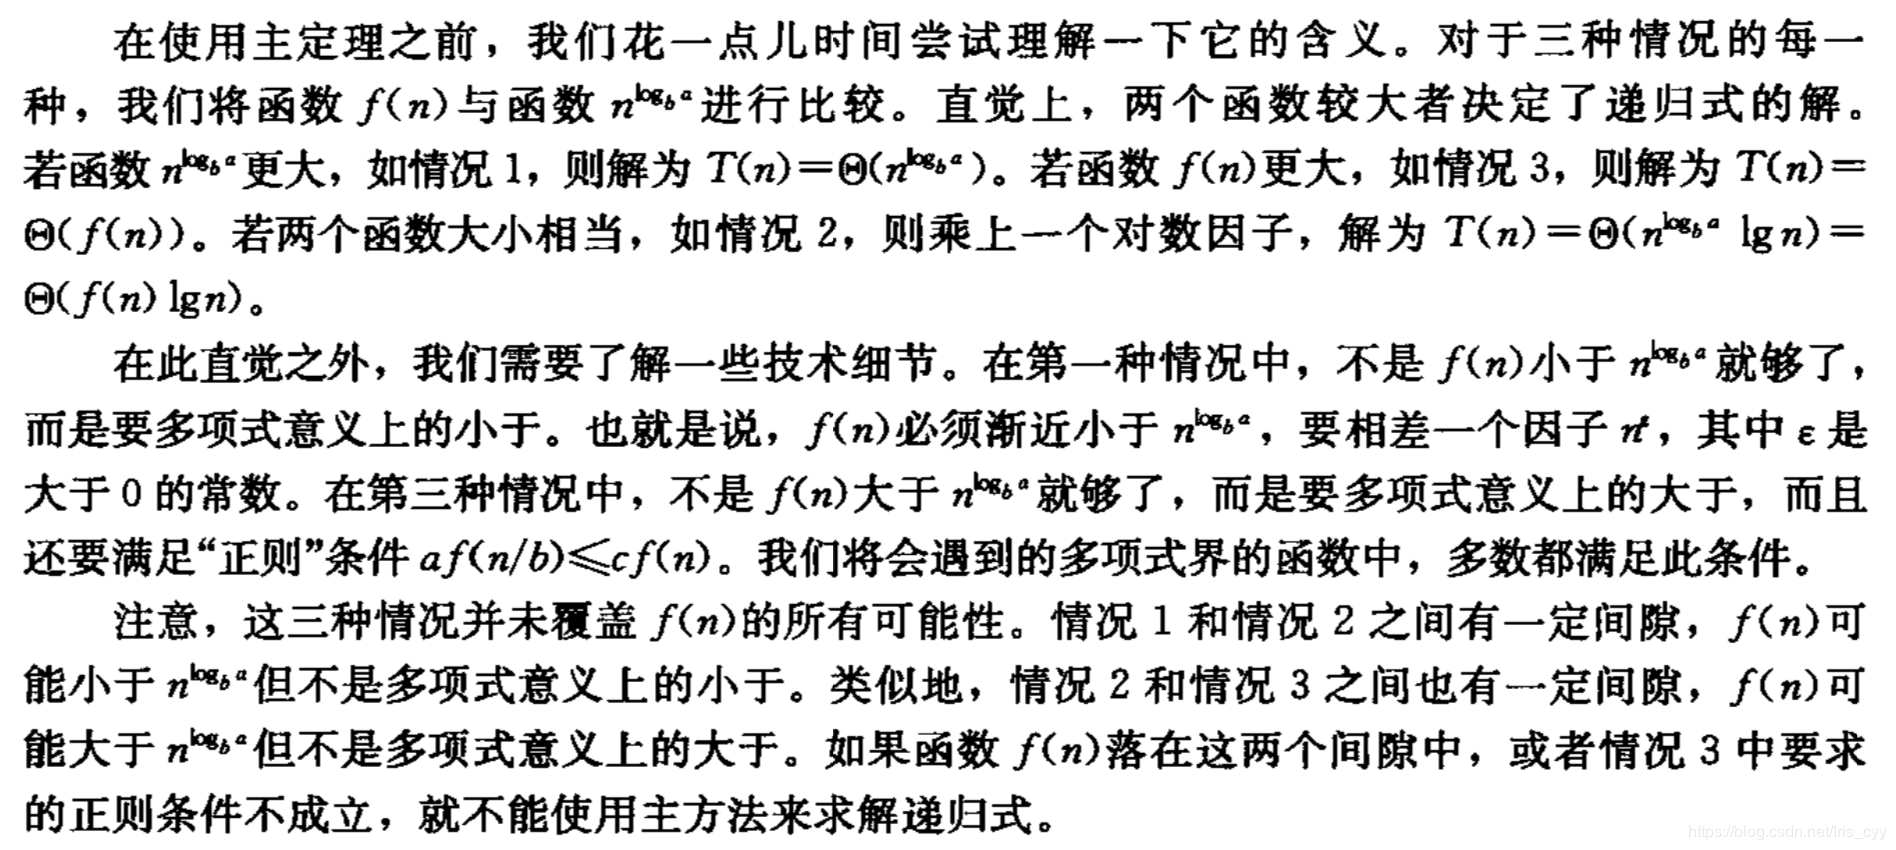 在使用主定理之前，我们花一点儿时间尝试理解一下它的含义。对于三种情况的每一
种，我们将函数 f(n)与函数 n^{log_b a}进行比较。直觉上，两个函数较大者决定了递归式的解。
若函数 n^{log_b a}更大，如情况 1，则解为 T(n)=Θ(n^{log_b a})。若函数 f(n)更大，如情况 3，则解为 T(n)=
Θ(f(n))。若两个函数大小相当，如情况 2，则乘上一个对数因子，解为 T(n)=Θ(n^{log_b a} lg n)=
Θ(f(n) lgn)。
在此直觉之外，我们需要了解一些技术细节。在第一种情况中，不是 f(n)小于 n^{log_b a}就够了，
而是要多项式意义上的小于。也就是说，f(n)必须渐近小于 n^{log_b a}，要相差一个因子 n^ε，其中 ε 是
大于 0 的常数。在第三种情况中，不是 f(n)大于 n^{log_b a}就够了，而是要多项式意义上的大于，而且
还要满足“正则”条件 af(n/b)≤cf(n)。我们将会遇到的多项式界的函数中，多数都满足此条件。
注意，这三种情况并未覆盖 f(n)的所有可能性。情况 1 和情况 2 之间有一定间隙，f(n)可
能小于 n^{log_b a}但不是多项式意义上的小于。类似地，情况 2 和情况 3 之间也有一定间隙，f(n)可
能大于 n^{log_b a}但不是多项式意义上的大于。如果函数 f(n)落在这两个间隙中，或者情况 3 中要求
的正则条件不成立，就不能使用主方法来求解递归式。
https://blog.csdn.net/Iris_cyy